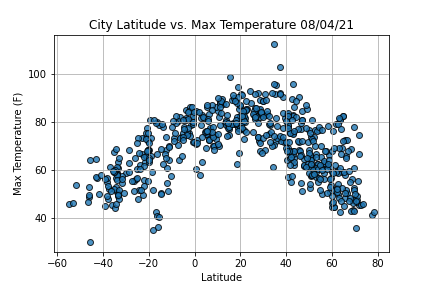 City Latitude vs. Max Temperature 08/04/21
Max Temperature (F)
100
80
60
40
−60 −40 −20 0 20 40 60 80
Latitude